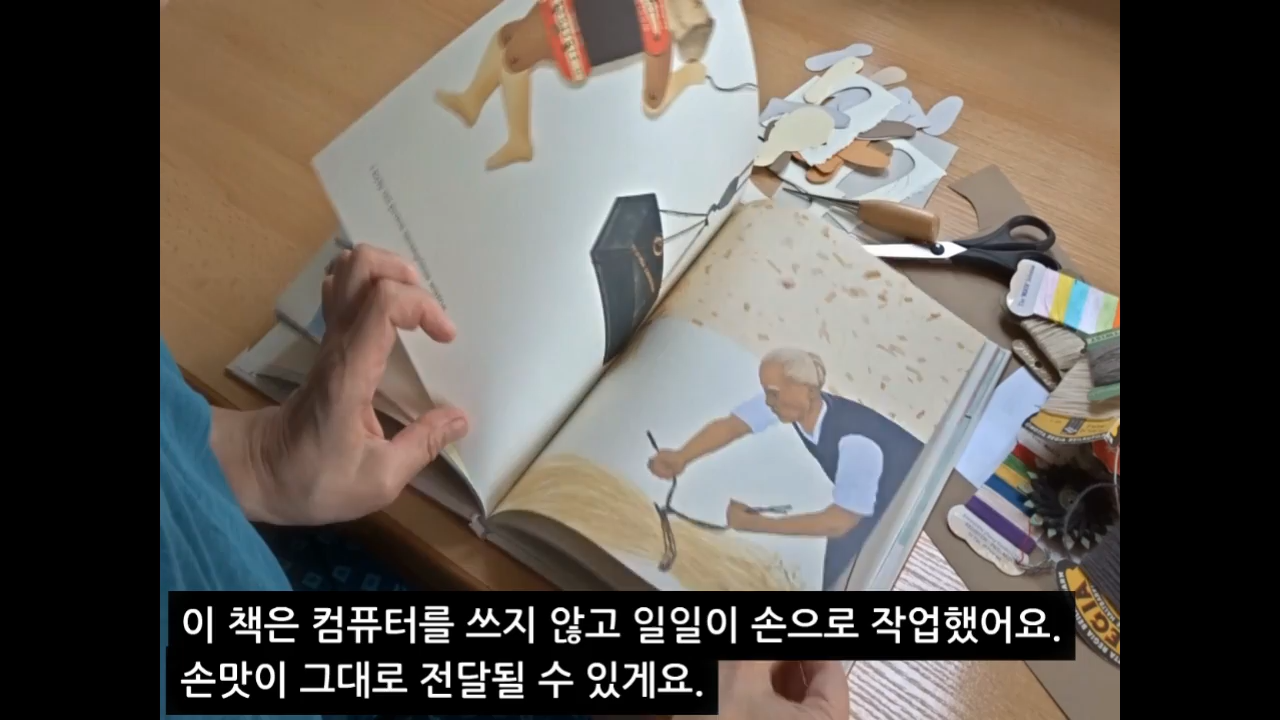 이 책은 컴퓨터를 쓰지 않고 일일이 손으로 작업했어요.
손맛이 그대로 전달될 수 있게요.